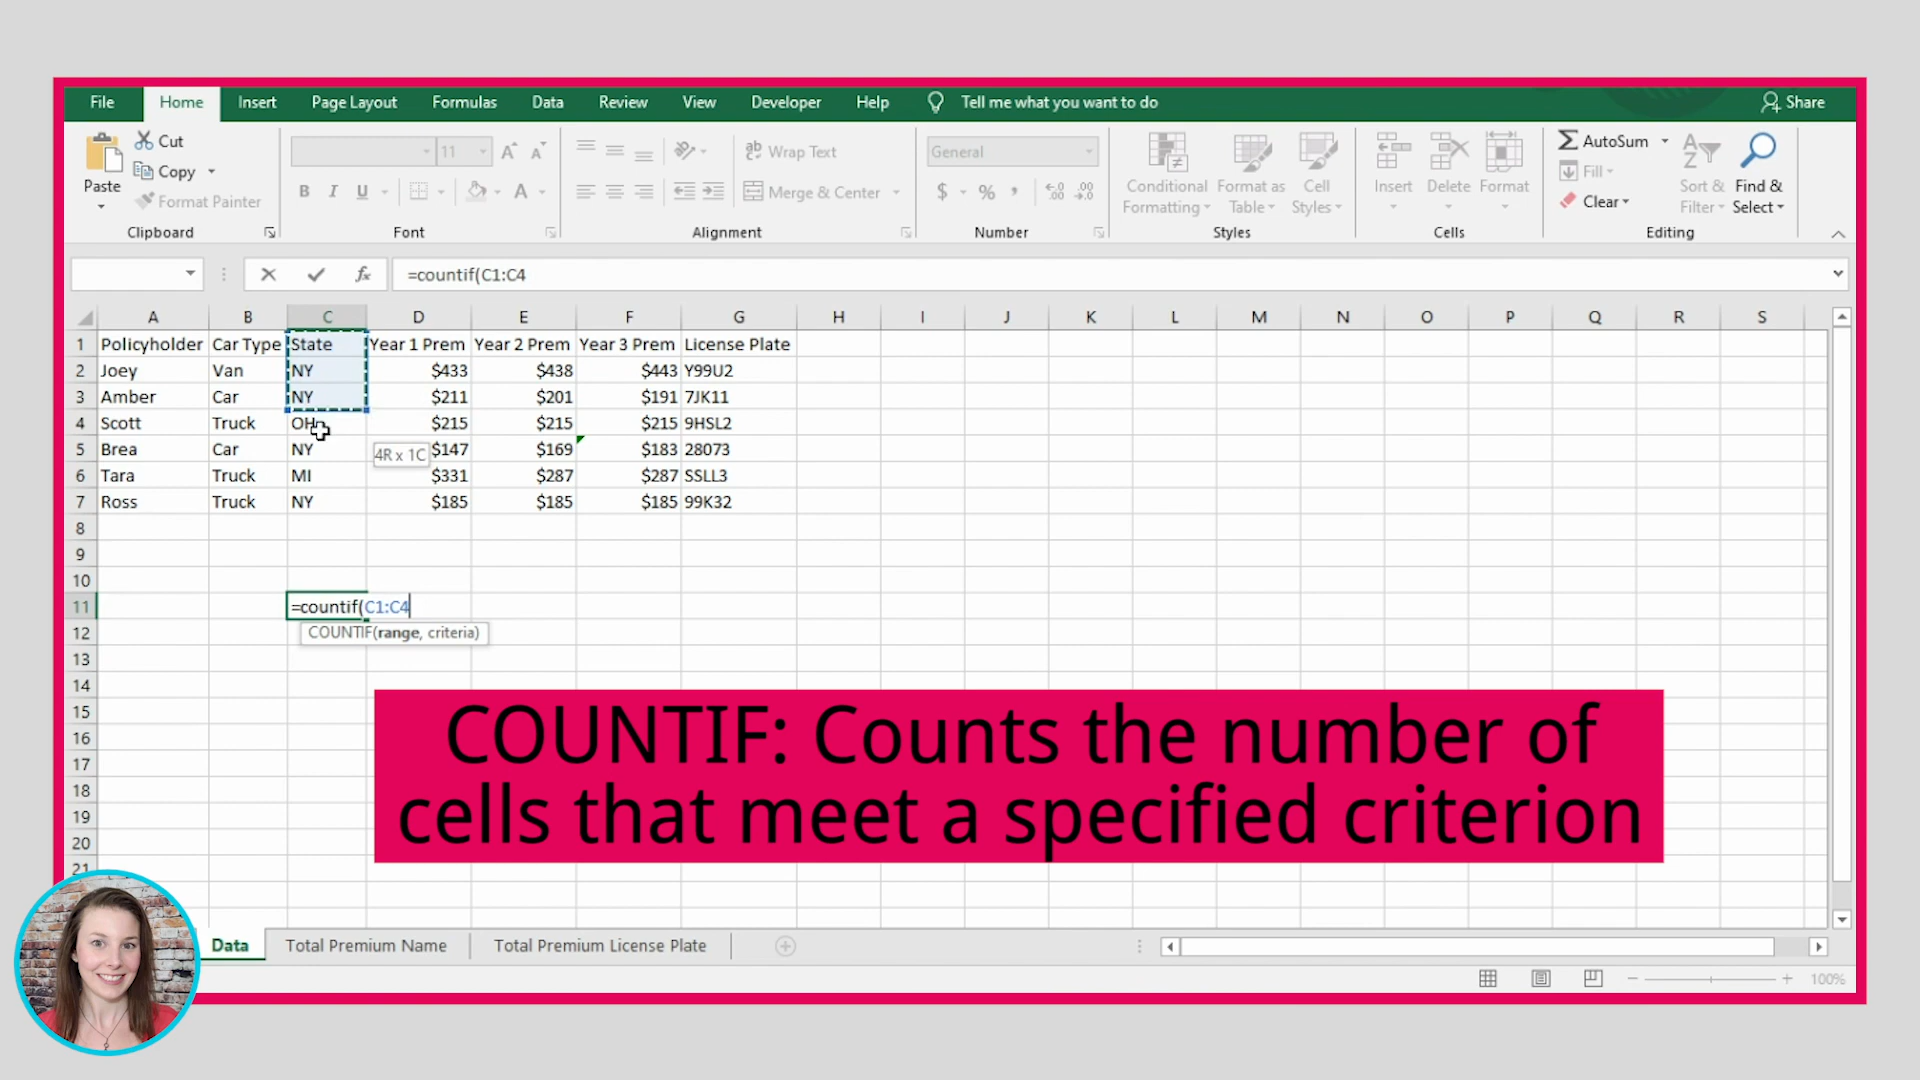 File Home Insert Page Layout Formulas Data Review View Developer Help Tell me what you want to do Share
Paste Cut Copy Format Painter
Clipboard
11
B I U A
Font
ab Wrap Text
Merge & Center
Alignment
General
$ % ,
Number
Conditional Formatting Format as Table Cell Styles
Styles
Insert Delete Format
Cells
AutoSum Fill Clear
Sort & Filter Find & Select
Editing
fx =countif(C1:C4
A B C D E F G H I J K L M N O P Q R S
1 Policyholder Car Type State Year 1 Prem Year 2 Prem Year 3 Prem License Plate
2 Joey Van NY $433 $438 $443 Y99U2
3 Amber Car NY $211 $201 $191 7JK11
4 Scott Truck OH $215 $215 $215 9HSL2
5 Brea Car NY $147 $169 $183 28073
4R x 1C
6 Tara Truck MI $331 $287 $287 SSLL3
7 Ross Truck NY $185 $185 $185 99K32
8
9
10
11 =countif(C1:C4
12 COUNTIF(range, criteria)
13
14
15
16
17
18
19
20
21
COUNTIF: Counts the number of
cells that meet a specified criterion
Data Total Premium Name Total Premium License Plate
100%